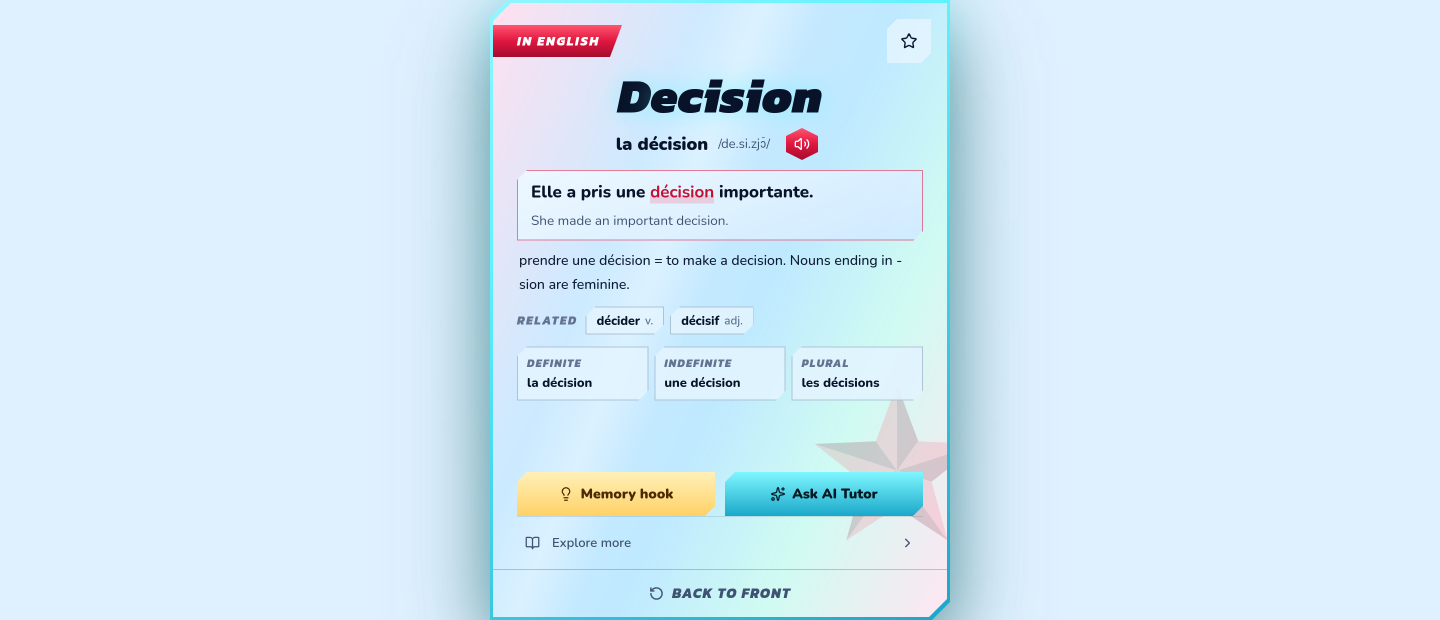 IN ENGLISH
Decision
la décision /de.si.zjɔ̃/
Elle a pris une décision importante.
She made an important decision.
prendre une décision = to make a decision. Nouns ending in -
sion are feminine.
RELATED décider v. décisif adj.
DEFINITE INDEFINITE PLURAL
la décision une décision les décisions
Memory hook Ask AI Tutor
Explore more
BACK TO FRONT